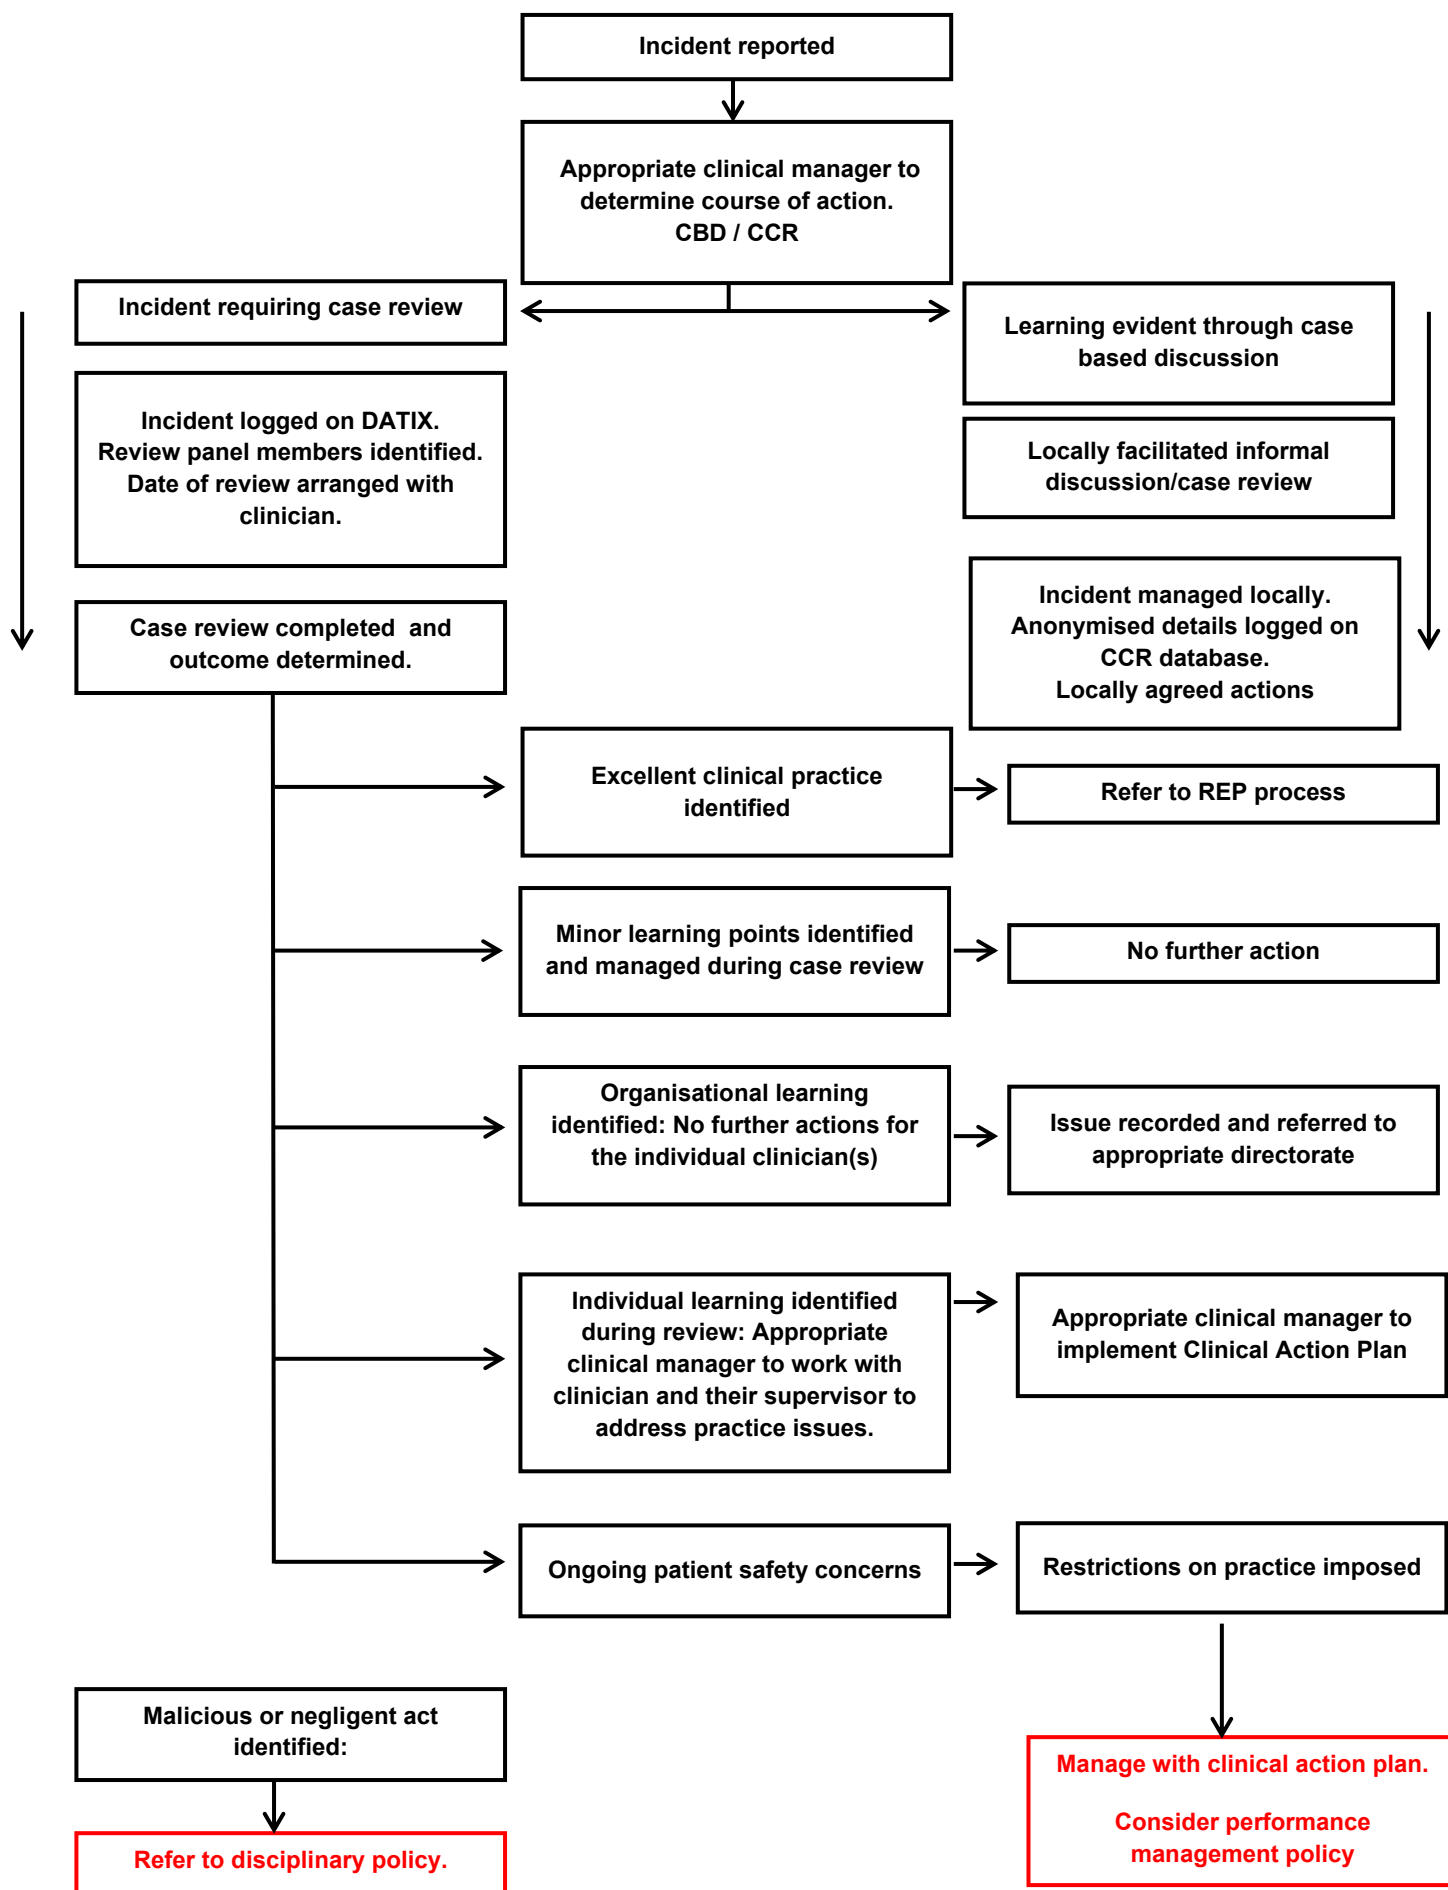 Incident reported
Appropriate clinical manager to
determine course of action.
CBD / CCR
Incident requiring case review
Learning evident through case
based discussion
Incident logged on DATIX.
Review panel members identified.
Date of review arranged with
clinician.
Locally facilitated informal
discussion/case review
Incident managed locally.
Anonymised details logged on
CCR database.
Locally agreed actions
Case review completed and
outcome determined.
Excellent clinical practice
identified
Refer to REP process
Minor learning points identified
and managed during case review
No further action
Organisational learning
identified: No further actions for
the individual clinician(s)
Issue recorded and referred to
appropriate directorate
Individual learning identified
during review: Appropriate
clinical manager to work with
clinician and their supervisor to
address practice issues.
Appropriate clinical manager to
implement Clinical Action Plan
Ongoing patient safety concerns
Restrictions on practice imposed
Malicious or negligent act
identified:
Refer to disciplinary policy.
Manage with clinical action plan.
Consider performance
management policy